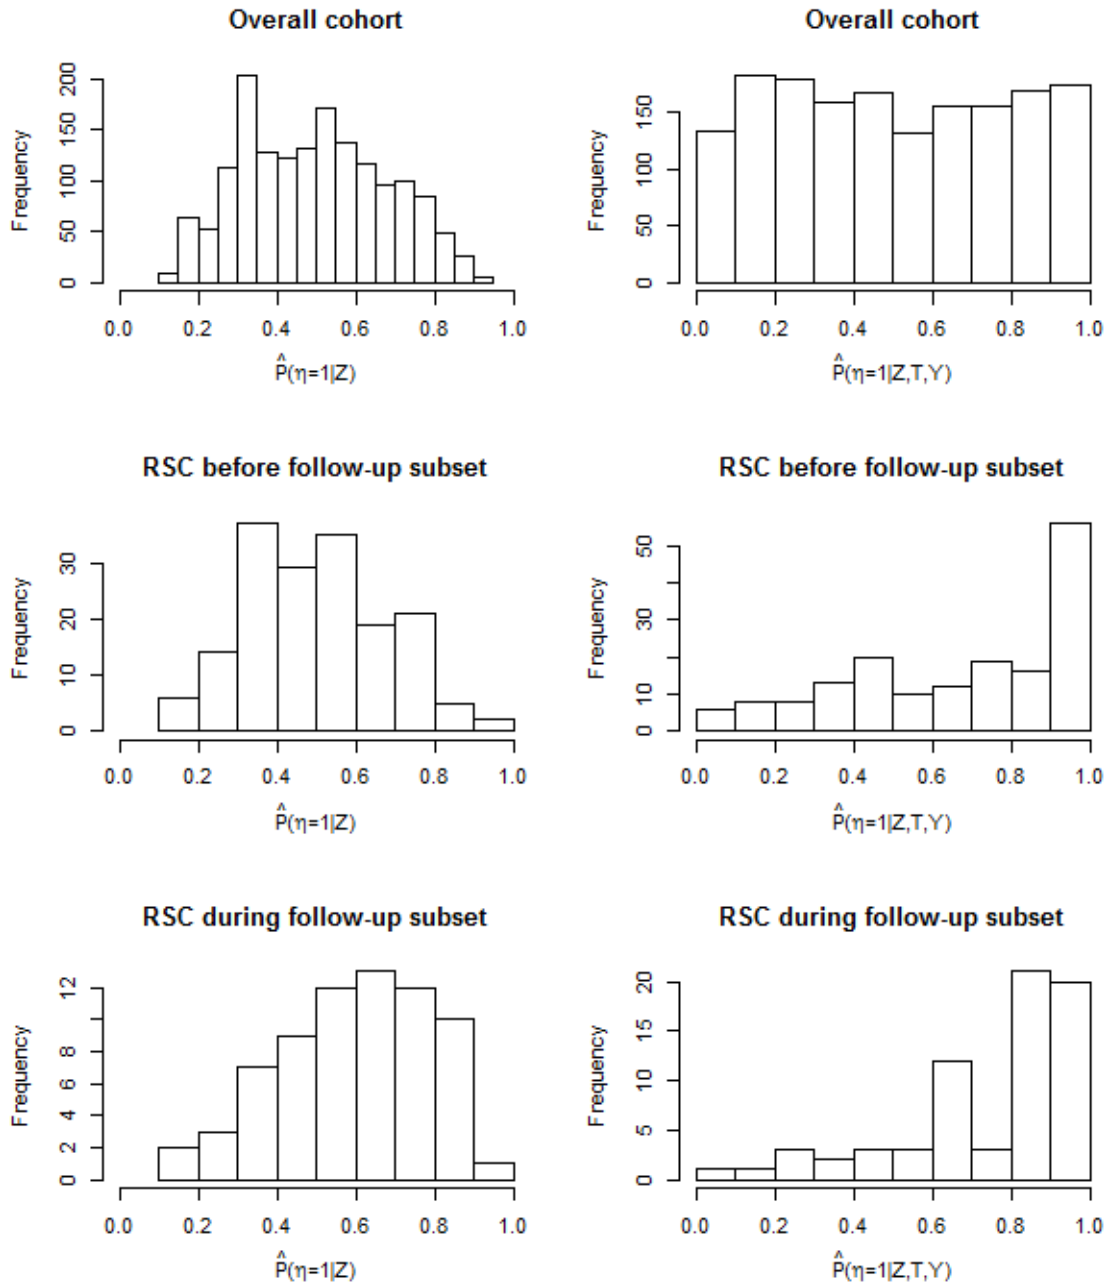 Overall cohort
Frequency
200
150
100
50
0
0.0 0.2 0.4 0.6 0.8 1.0
P̂(η=1|Z)
Overall cohort
Frequency
150
100
50
0
0.0 0.2 0.4 0.6 0.8 1.0
P̂(η=1|Z,T,Y)
RSC before follow-up subset
Frequency
30
20
10
0
0.0 0.2 0.4 0.6 0.8 1.0
P̂(η=1|Z)
RSC before follow-up subset
Frequency
50
30
10
0
0.0 0.2 0.4 0.6 0.8 1.0
P̂(η=1|Z,T,Y)
RSC during follow-up subset
Frequency
12
8
6
4
2
0
0.0 0.2 0.4 0.6 0.8 1.0
P̂(η=1|Z)
RSC during follow-up subset
Frequency
20
15
10
5
0
0.0 0.2 0.4 0.6 0.8 1.0
P̂(η=1|Z,T,Y)